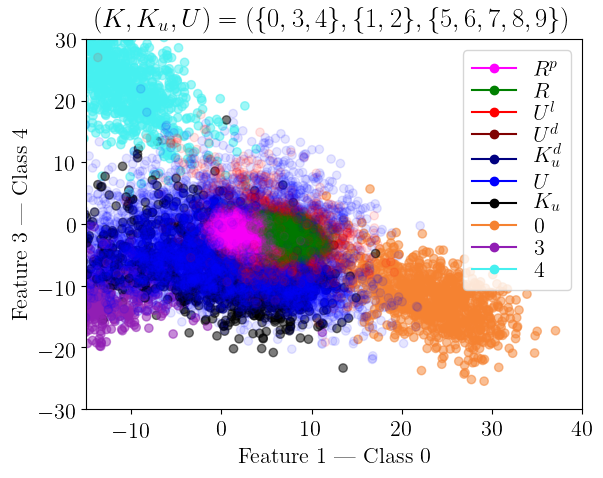 (K, K_u, U) = ({0, 3, 4}, {1, 2}, {5, 6, 7, 8, 9})
30
20
10
0
−10
−20
−30
Feature 3 — Class 4
R^p
R
U^l
U^d
K_u^d
U
K_u
0
3
4
−10
0
10
20
30
40
Feature 1 — Class 0